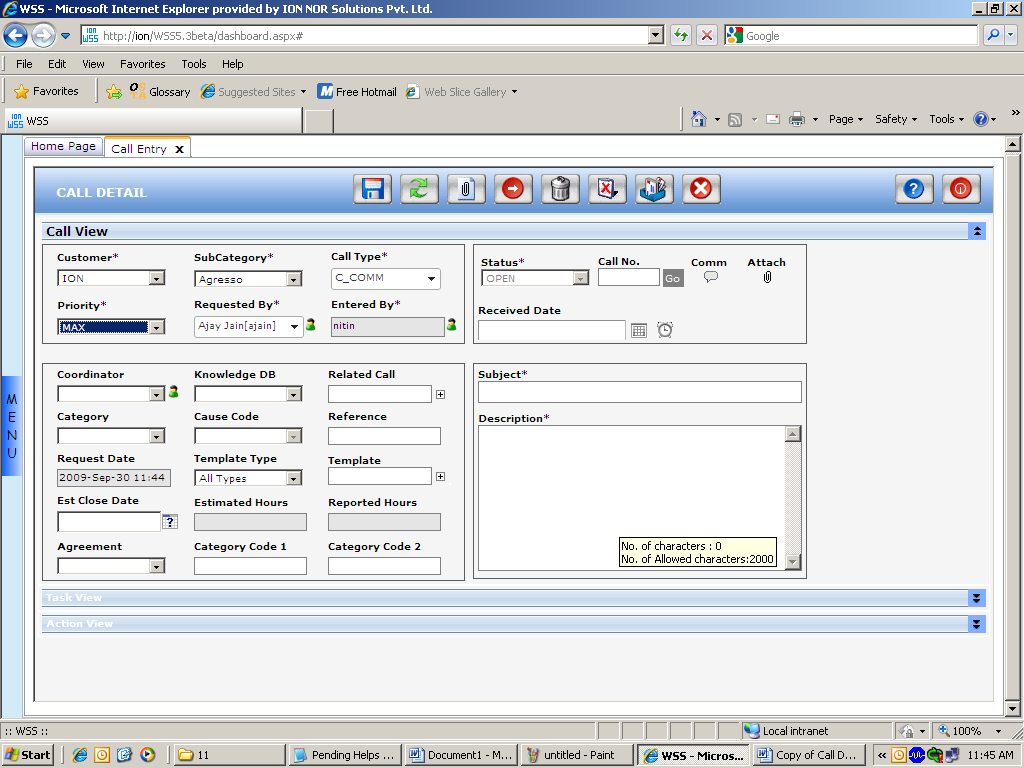 WSS - Microsoft Internet Explorer provided by ION NOR Solutions Pvt. Ltd.
http://ion/WSS5.3beta/dashboard.aspx#
Google
File Edit View Favorites Tools Help
Favorites Glossary Suggested Sites Free Hotmail Web Slice Gallery
WSS Page Safety Tools »
Home Page Call Entry x
CALL DETAIL
Call View
Customer* SubCategory* Call Type*
ION Agresso C_COMM
Priority* Requested By* Entered By*
MAX Ajay Jain[ajain] nitin
Status* Call No. Comm Attach
OPEN Go
Received Date
MENU
Coordinator Knowledge DB Related Call
Category Cause Code Reference
Request Date Template Type Template
2009-Sep-30 11:44 All Types
Est Close Date Estimated Hours Reported Hours
Agreement Category Code 1 Category Code 2
Subject*
Description*
No. of characters : 0
No. of Allowed characters:2000
Task View
Action View
:: WSS :: Local intranet 100%
Start 11 Pending Helps ... Document1 - M... untitled - Paint WSS - Micros... Copy of Call D... « 11:45 AM